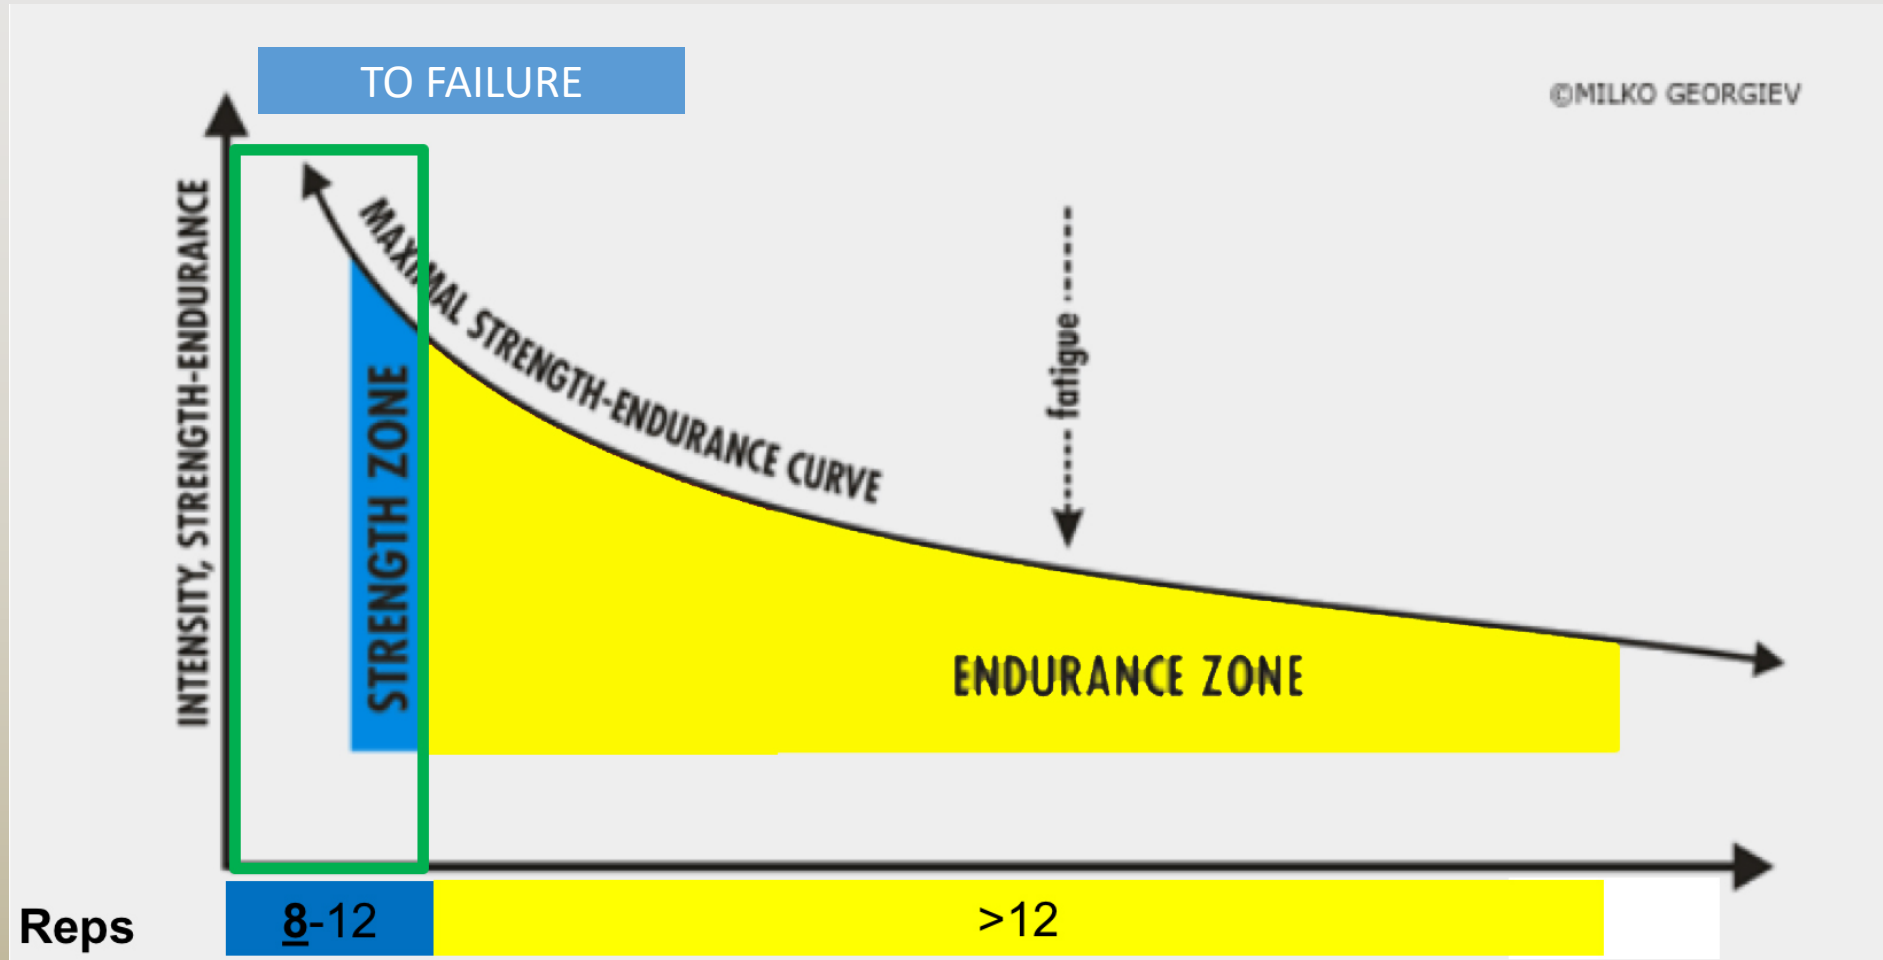 TO FAILURE
©MILKO GEORGIEV
INTENSITY, STRENGTH-ENDURANCE
MAXIMAL STRENGTH-ENDURANCE CURVE
fatigue
STRENGTH ZONE
ENDURANCE ZONE
Reps
8-12
>12